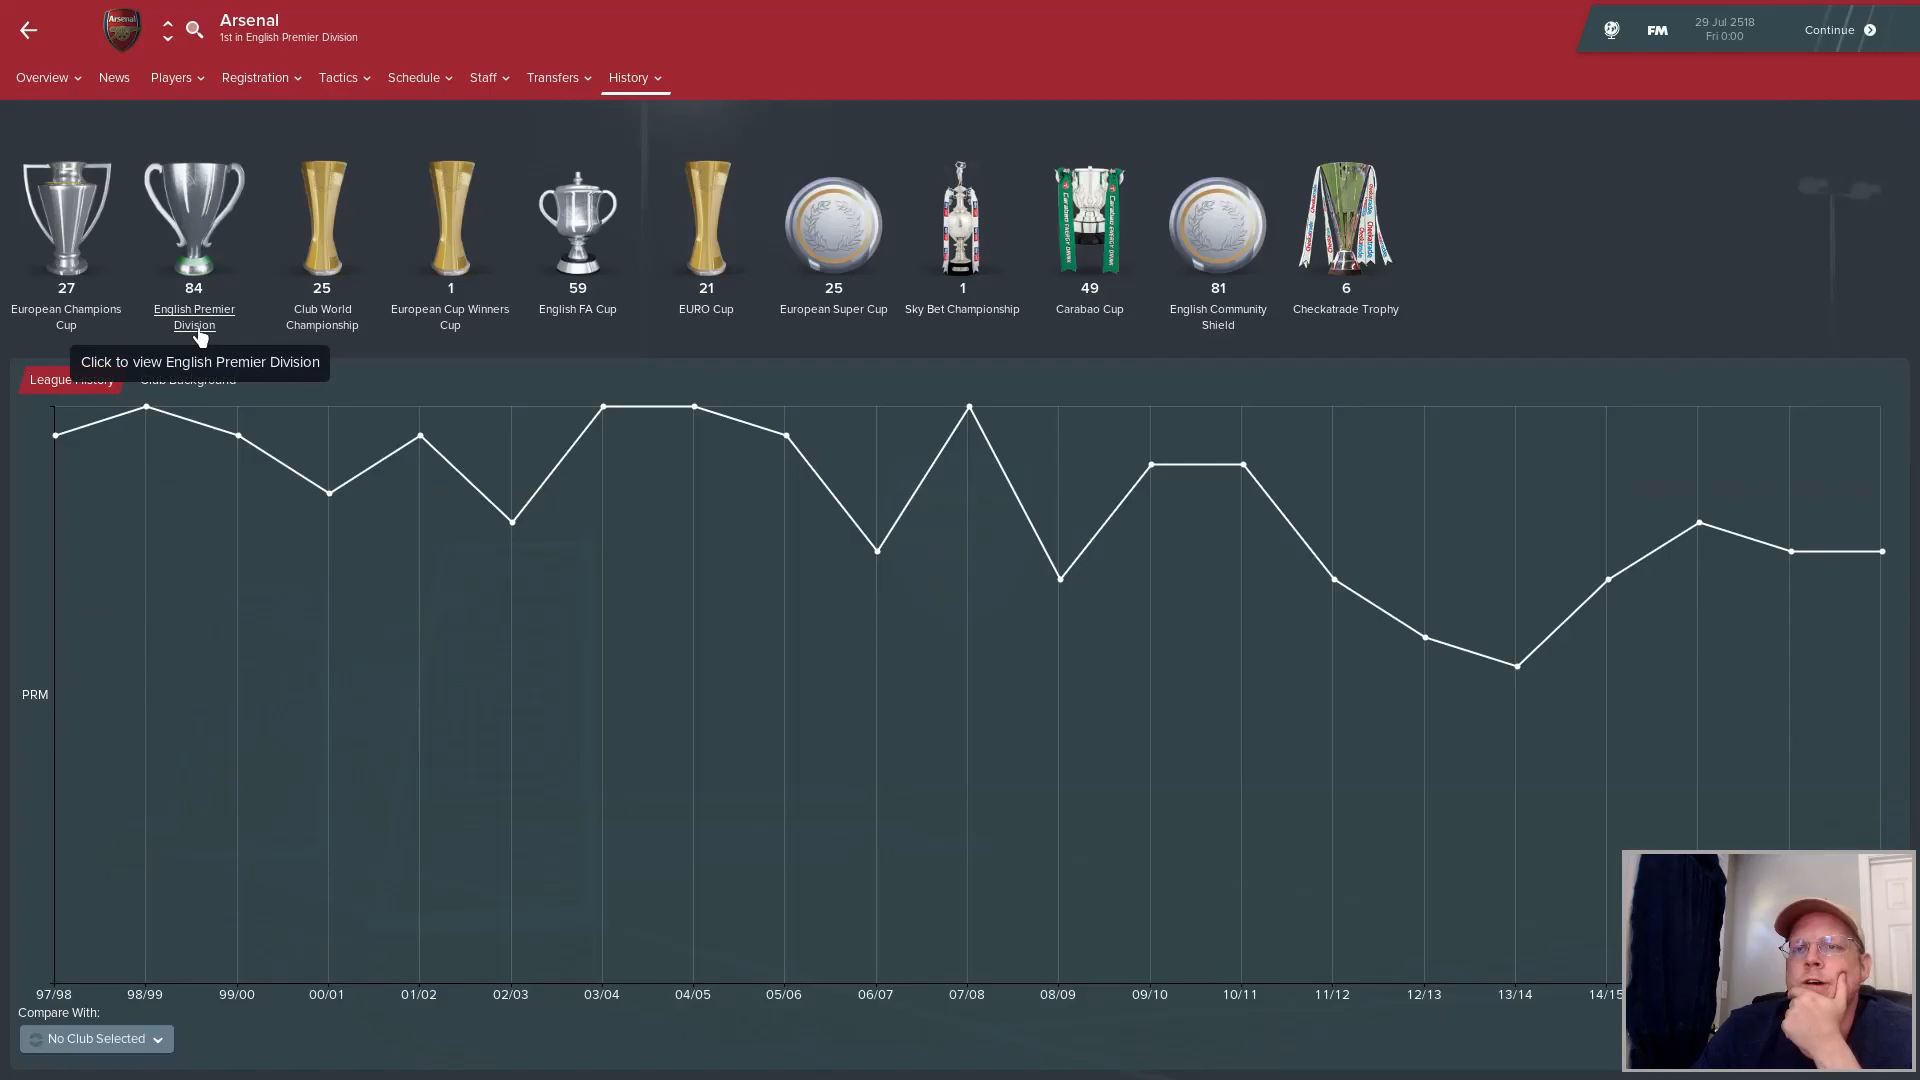 Arsenal
1st in English Premier Division
FM
29 Jul 2518
Fri 0:00
Continue
Overview
News
Players
Registration
Tactics
Schedule
Staff
Transfers
History
27
European Champions
Cup
84
English Premier
Division
25
Club World
Championship
1
European Cup Winners
Cup
59
English FA Cup
21
EURO Cup
25
European Super Cup
1
Sky Bet Championship
49
Carabao Cup
81
English Community
Shield
6
Checkatrade Trophy
Click to view English Premier Division
League History
Club Background
PRM
97/98
98/99
99/00
00/01
01/02
02/03
03/04
04/05
05/06
06/07
07/08
08/09
09/10
10/11
11/12
12/13
13/14
14/15
Compare With:
No Club Selected